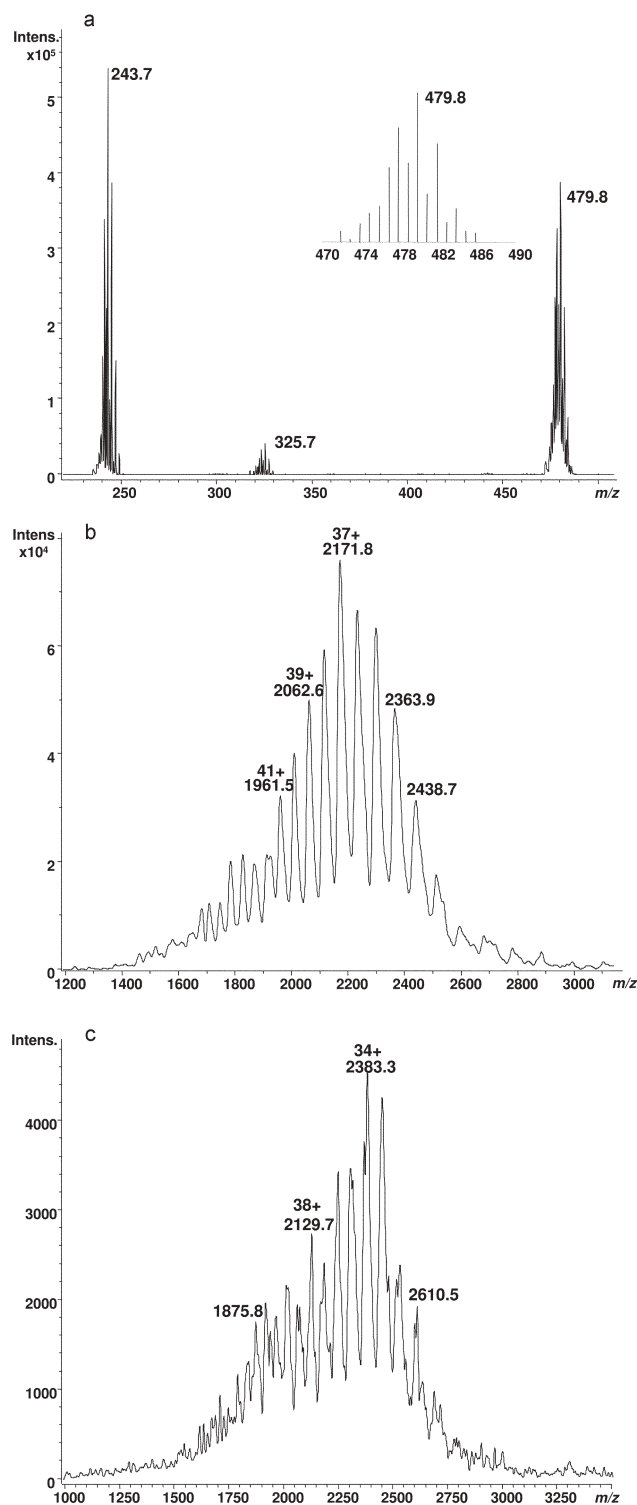 a
Intens.
x10⁵
243.7
479.8
479.8
470 474 478 482 486 490
325.7
5
4
3
2
1
0
250 300 350 400 450 m/z
b
Intens
x10⁴
37+
2171.8
39+
2062.6
2363.9
41+
1961.5
2438.7
6
4
2
0
1200 1400 1600 1800 2000 2200 2400 2600 2800 3000 m/z
c
Intens.
34+
2383.3
38+
2129.7
1875.8
2610.5
4000
3000
2000
1000
0
1000 1250 1500 1750 2000 2250 2500 2750 3000 3250 m/z